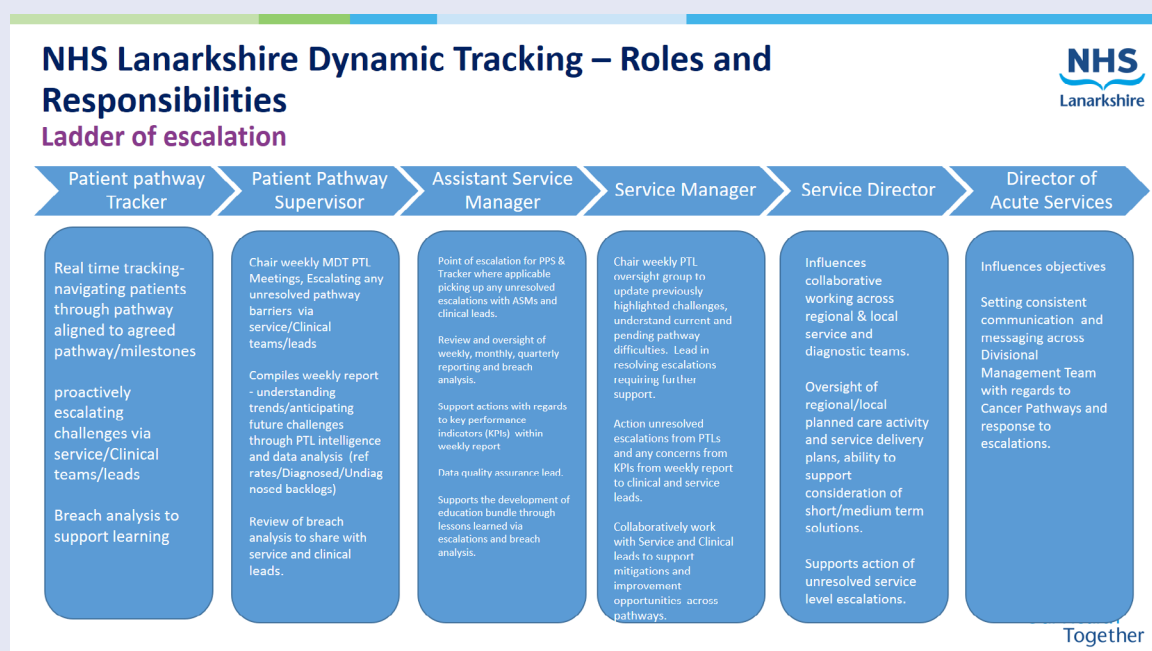 NHS Lanarkshire Dynamic Tracking – Roles and
Responsibilities
Ladder of escalation
NHS
Lanarkshire
Patient pathway
Tracker
Patient Pathway
Supervisor
Assistant Service
Manager
Service Manager
Service Director
Director of
Acute Services
Real time tracking-
navigating patients
through pathway
aligned to agreed
pathway/milestones
proactively
escalating
challenges via
service/Clinical
teams/leads
Breach analysis to
support learning
Chair weekly MDT PTL
Meetings, Escalating any
unresolved pathway
barriers via
service/Clinical
teams/leads
Compiles weekly report
- understanding
trends/anticipating
future challenges
through PTL intelligence
and data analysis (ref
rates/Diagnosed/Undiag
nosed backlogs)
Review of breach
analysis to share with
service and clinical
leads.
Point of escalation for PPS &
Tracker where applicable
picking up any unresolved
escalations with ASMs and
clinical leads.
Review and oversight of
weekly, monthly, quarterly
reporting and breach
analysis.
Support actions with regards
to key performance
indicators (KPIs) within
weekly report
Data quality assurance lead.
Supports the development of
education bundle through
lessons learned via
escalations and breach
analysis.
Chair weekly PTL
oversight group to
update previously
highlighted challenges,
understand current and
pending pathway
difficulties. Lead in
resolving escalations
requiring further
support.
Action unresolved
escalations from PTLs
and any concerns from
KPIs from weekly report
to clinical and service
leads.
Collaboratively work
with Service and Clinical
leads to support
mitigations and
improvement
opportunities across
pathways.
Influences
collaborative
working across
regional & local
service and
diagnostic teams.
Oversight of
regional/local
planned care activity
and service delivery
plans, ability to
support
consideration of
short/medium term
solutions.
Supports action of
unresolved service
level escalations.
Influences objectives
Setting consistent
communication and
messaging across
Divisional
Management Team
with regards to
Cancer Pathways and
response to
escalations.
Together